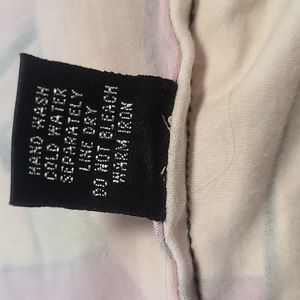 HAND WASH
COLD WATER
SEPARATELY
LINE DRY
DO NOT BLEACH
WARM IRON